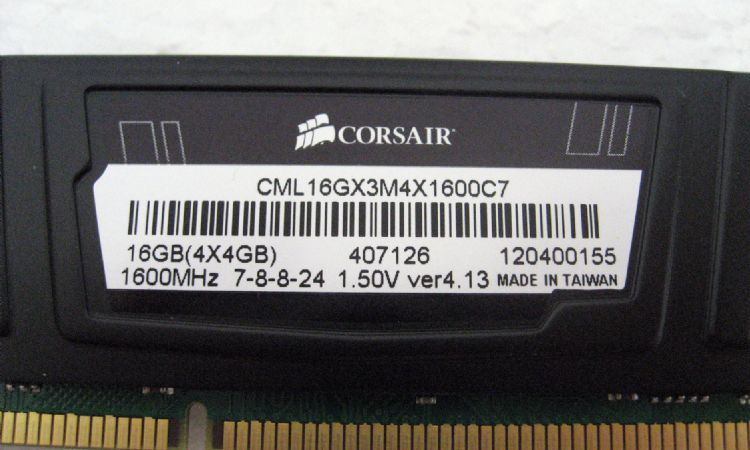 CORSAIR
CML16GX3M4X1600C7
16GB(4X4GB) 407126 120400155
1600MHz 7-8-8-24 1.50V ver4.13 MADE IN TAIWAN